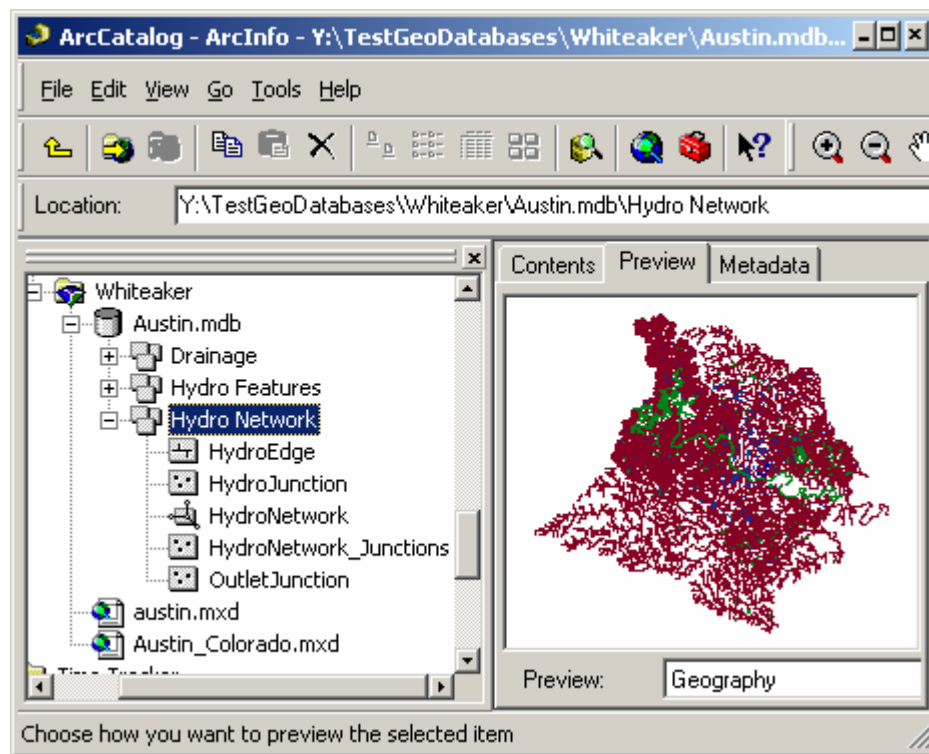 ArcCatalog - ArcInfo - Y:\TestGeoDatabases\Whiteaker\Austin.mdb...
File Edit View Go Tools Help
Location: Y:\TestGeoDatabases\Whiteaker\Austin.mdb\Hydro Network
Whiteaker
Austin.mdb
Drainage
Hydro Features
Hydro Network
HydroEdge
HydroJunction
HydroNetwork
HydroNetwork_Junctions
OutletJunction
austin.mxd
Austin_Colorado.mxd
Time Tracker
Contents Preview Metadata
Preview: Geography
Choose how you want to preview the selected item